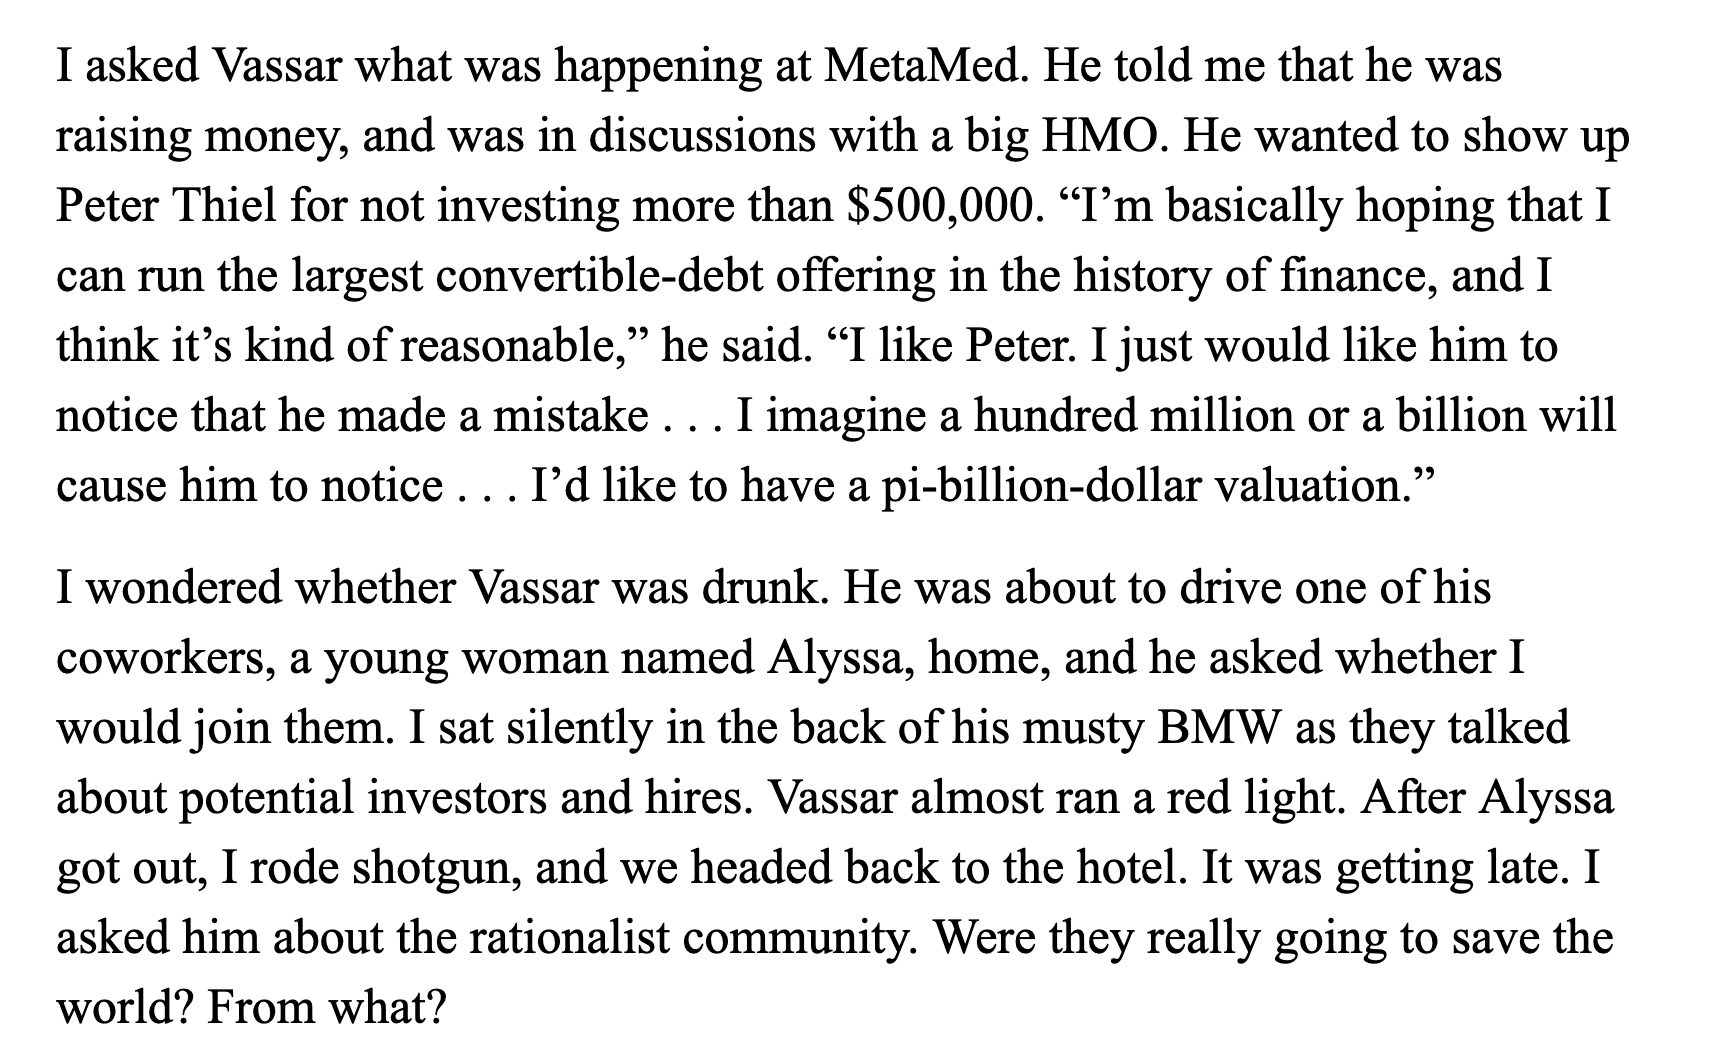 I asked Vassar what was happening at MetaMed. He told me that he was
raising money, and was in discussions with a big HMO. He wanted to show up
Peter Thiel for not investing more than $500,000. “I’m basically hoping that I
can run the largest convertible-debt offering in the history of finance, and I
think it’s kind of reasonable,” he said. “I like Peter. I just would like him to
notice that he made a mistake . . . I imagine a hundred million or a billion will
cause him to notice . . . I’d like to have a pi-billion-dollar valuation.”
I wondered whether Vassar was drunk. He was about to drive one of his
coworkers, a young woman named Alyssa, home, and he asked whether I
would join them. I sat silently in the back of his musty BMW as they talked
about potential investors and hires. Vassar almost ran a red light. After Alyssa
got out, I rode shotgun, and we headed back to the hotel. It was getting late. I
asked him about the rationalist community. Were they really going to save the
world? From what?